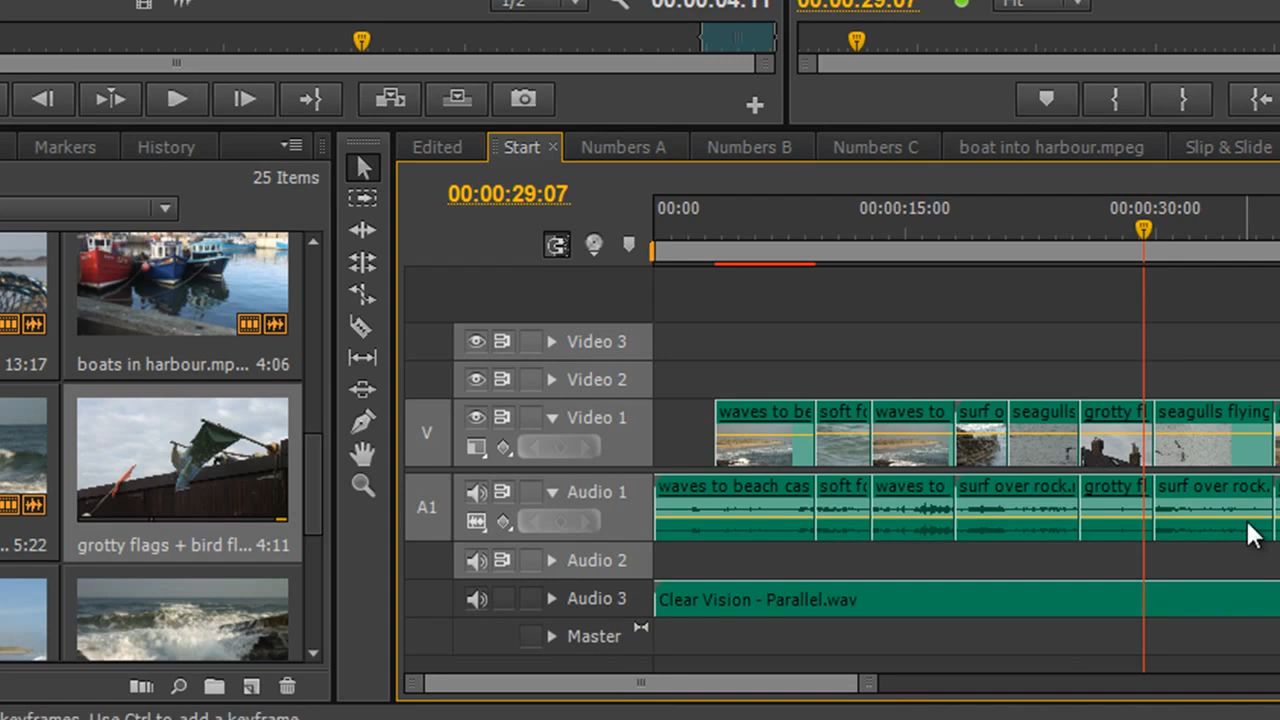 1/2
00:00:04:11
00:00:29:07
Fit
Markers
History
25 Items
13:17
boats in harbour.mp... 4:06
... 5:22
grotty flags + bird fl... 4:11
Edited
Start
Numbers A
Numbers B
Numbers C
boat into harbour.mpeg
Slip & Slide
00:00:29:07
00:00
00:00:15:00
00:00:30:00
Video 3
Video 2
V
Video 1
waves to be
soft fo
waves to
surf o
seagulls
grotty fl
seagulls flying
A1
Audio 1
waves to beach cas
soft fo
waves to
surf over rock.m
grotty fl
surf over rock.
Audio 2
Audio 3
Clear Vision - Parallel.wav
Master
keyframes. Use Ctrl to add a keyframe